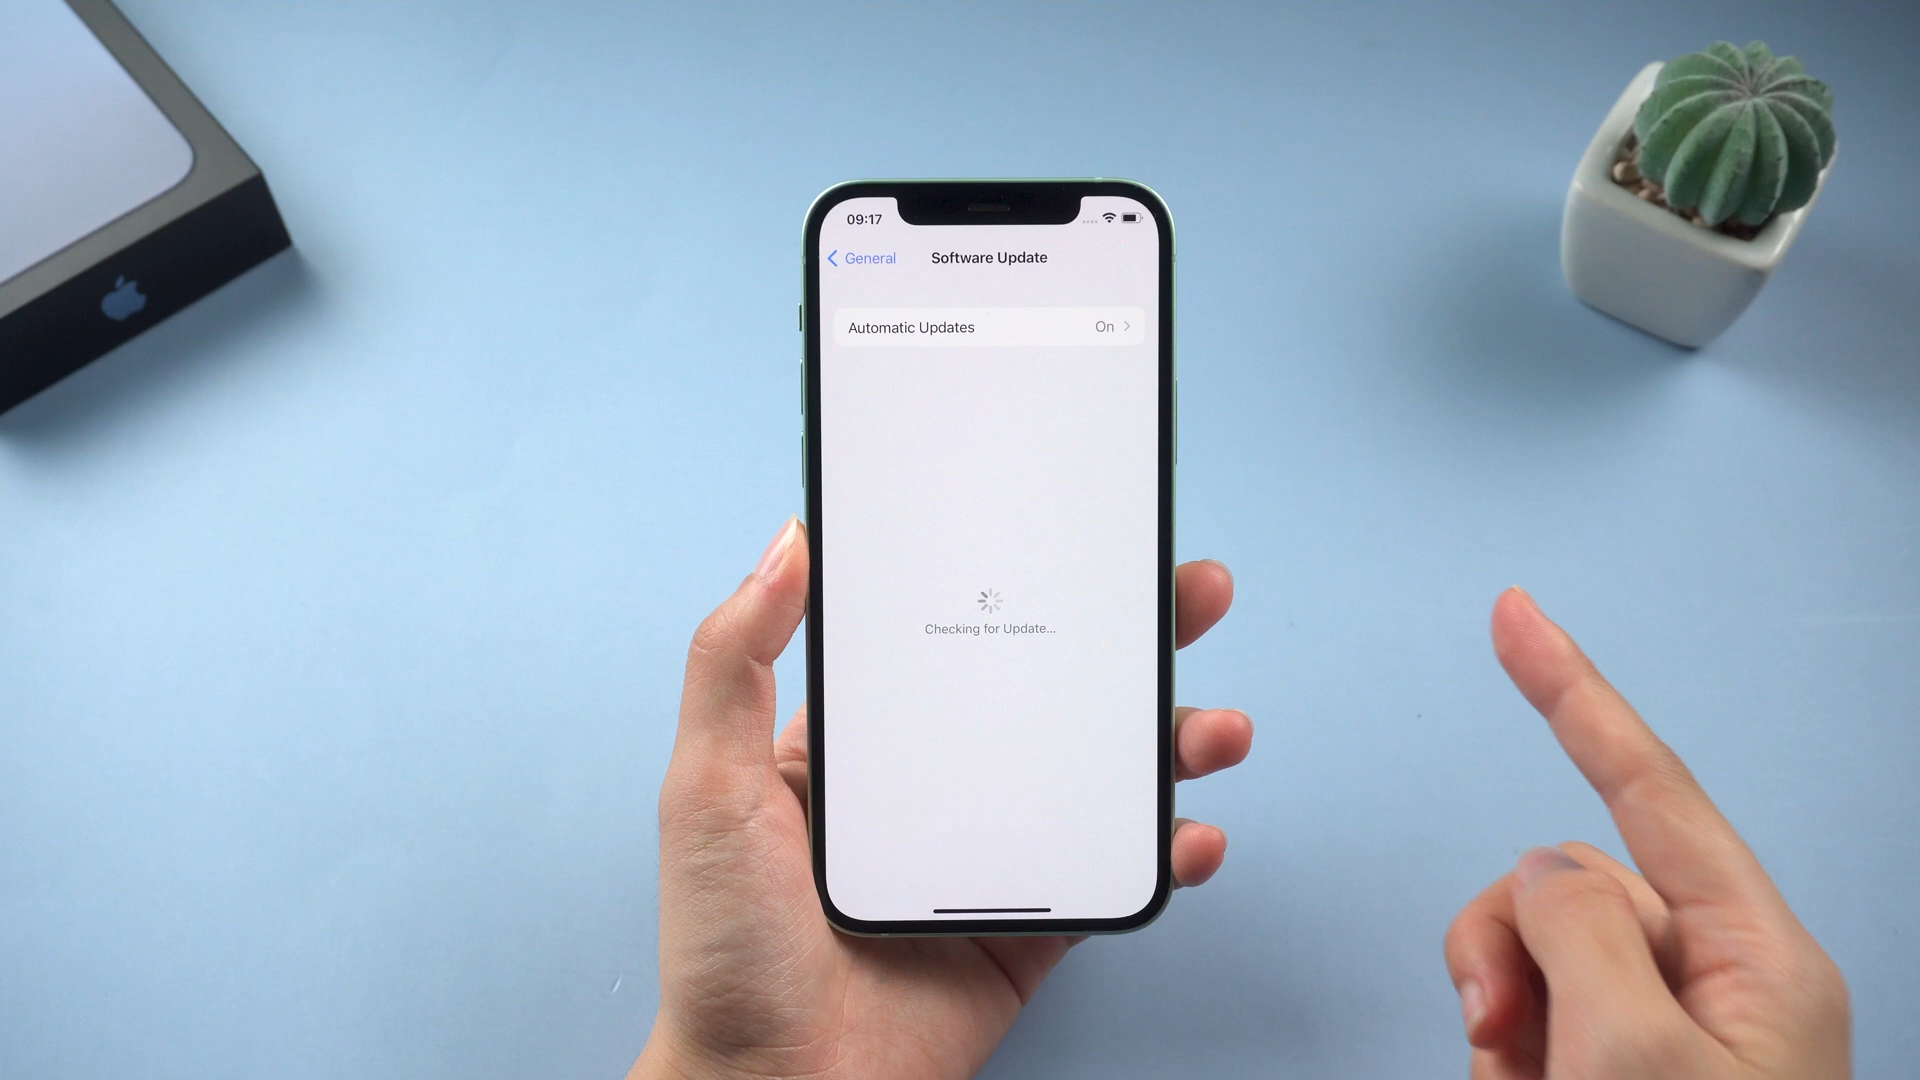 09:17
General
Software Update
Automatic Updates On
Checking for Update...